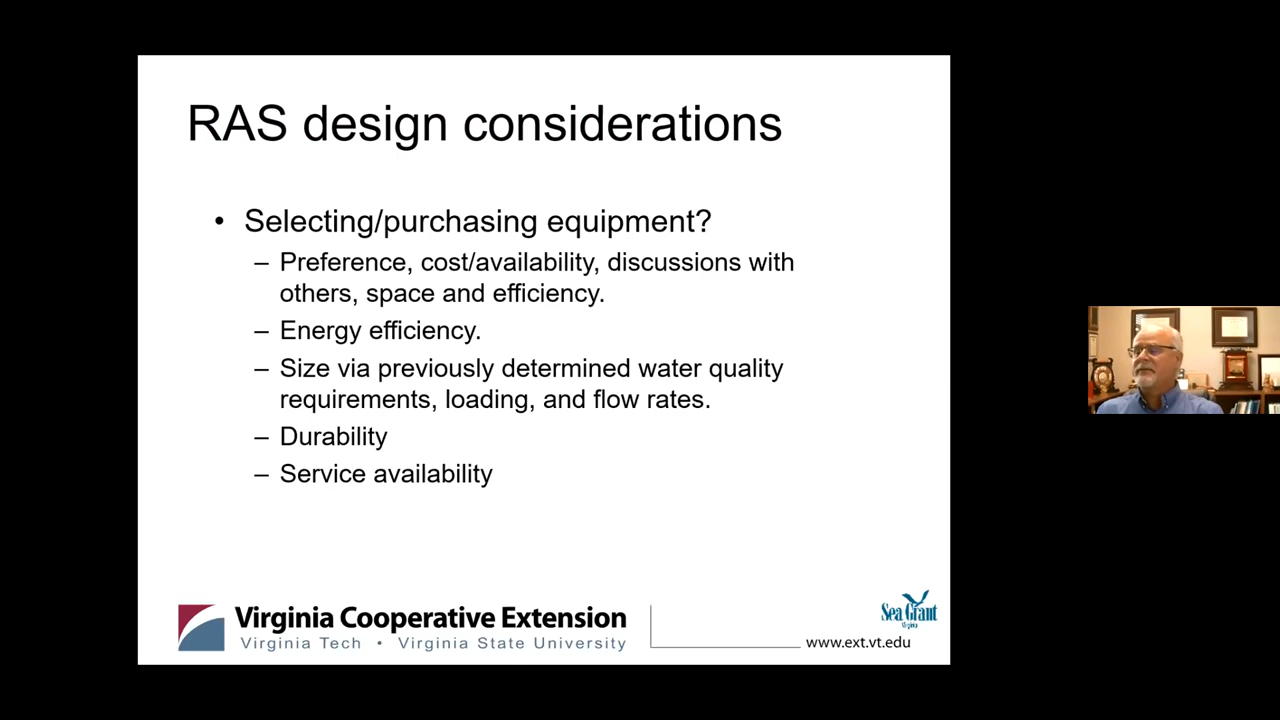 RAS design considerations
• Selecting/purchasing equipment?
– Preference, cost/availability, discussions with
others, space and efficiency.
– Energy efficiency.
– Size via previously determined water quality
requirements, loading, and flow rates.
– Durability
– Service availability
Virginia Cooperative Extension
Virginia Tech • Virginia State University
Sea Grant
Virginia
www.ext.vt.edu